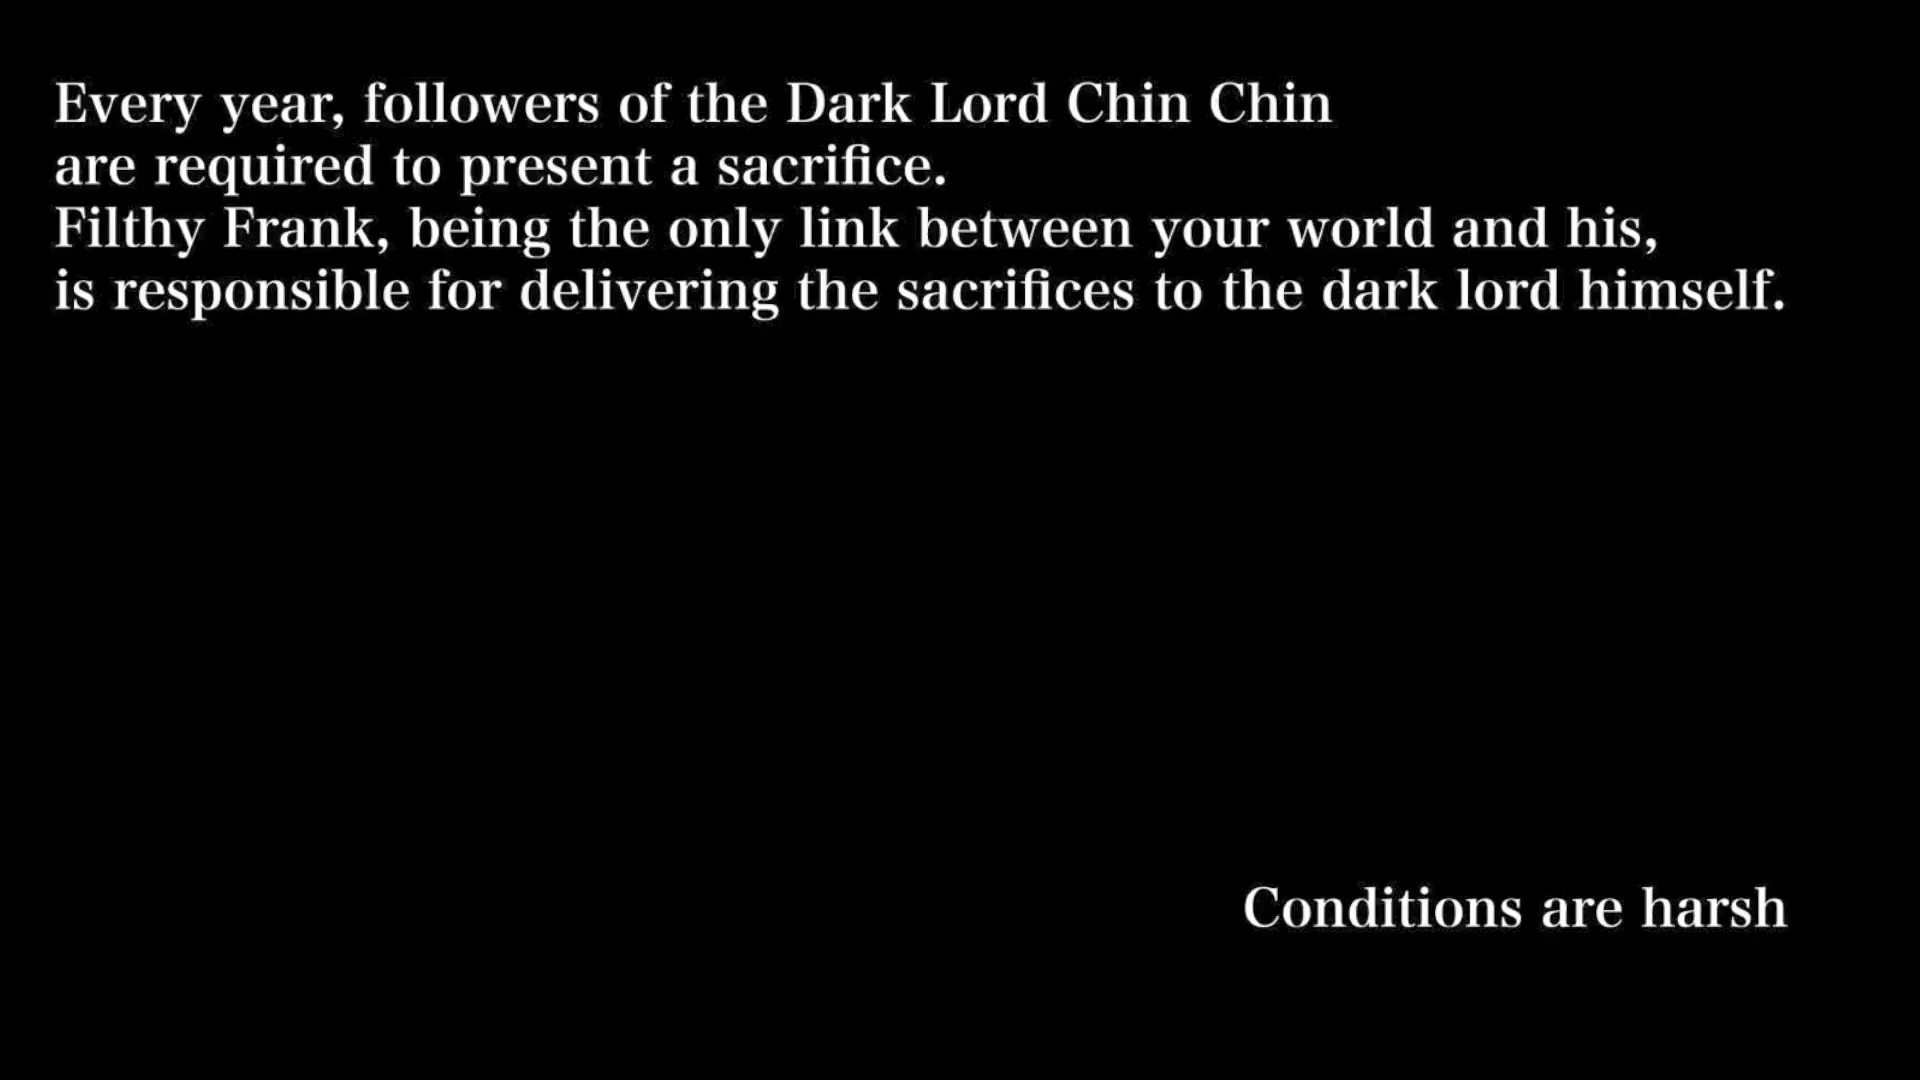 Every year, followers of the Dark Lord Chin Chin
are required to present a sacrifice.
Filthy Frank, being the only link between your world and his,
is responsible for delivering the sacrifices to the dark lord himself.
Conditions are harsh